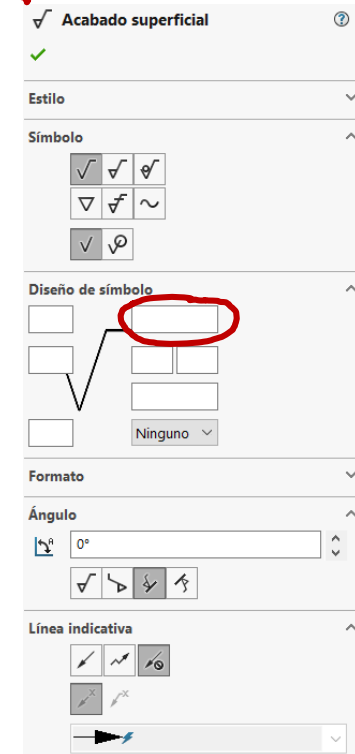 Acabado superficial
Estilo
Símbolo
Diseño de símbolo
Ninguno
Formato
Ángulo
0°
Línea indicativa